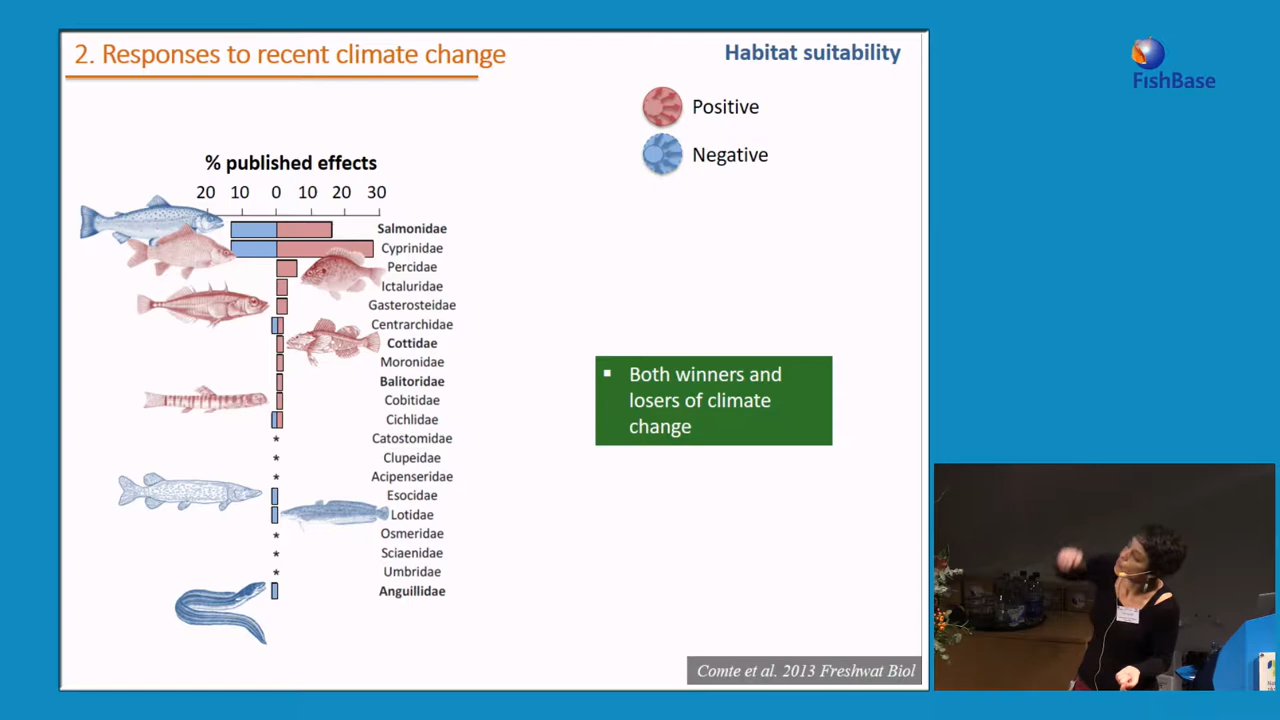 2. Responses to recent climate change
Habitat suitability
FishBase
Positive
Negative
% published effects
20 10 0 10 20 30
Salmonidae
Cyprinidae
Percidae
Ictaluridae
Gasterosteidae
Centrarchidae
Cottidae
Moronidae
Balitoridae
Cobitidae
Cichlidae
* Catostomidae
* Clupeidae
* Acipenseridae
Esocidae
Lotidae
* Osmeridae
* Sciaenidae
* Umbridae
Anguillidae
▪ Both winners and
losers of climate
change
Comte et al. 2013 Freshwat Biol